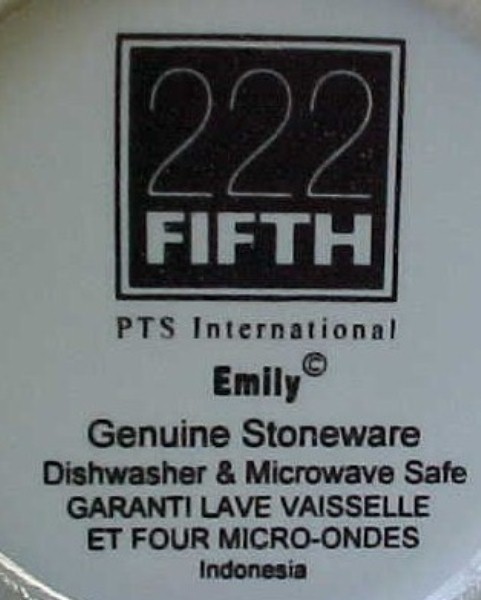 222
FIFTH
PTS International
Emily©
Genuine Stoneware
Dishwasher & Microwave Safe
GARANTI LAVE VAISSELLE
ET FOUR MICRO-ONDES
Indonesia